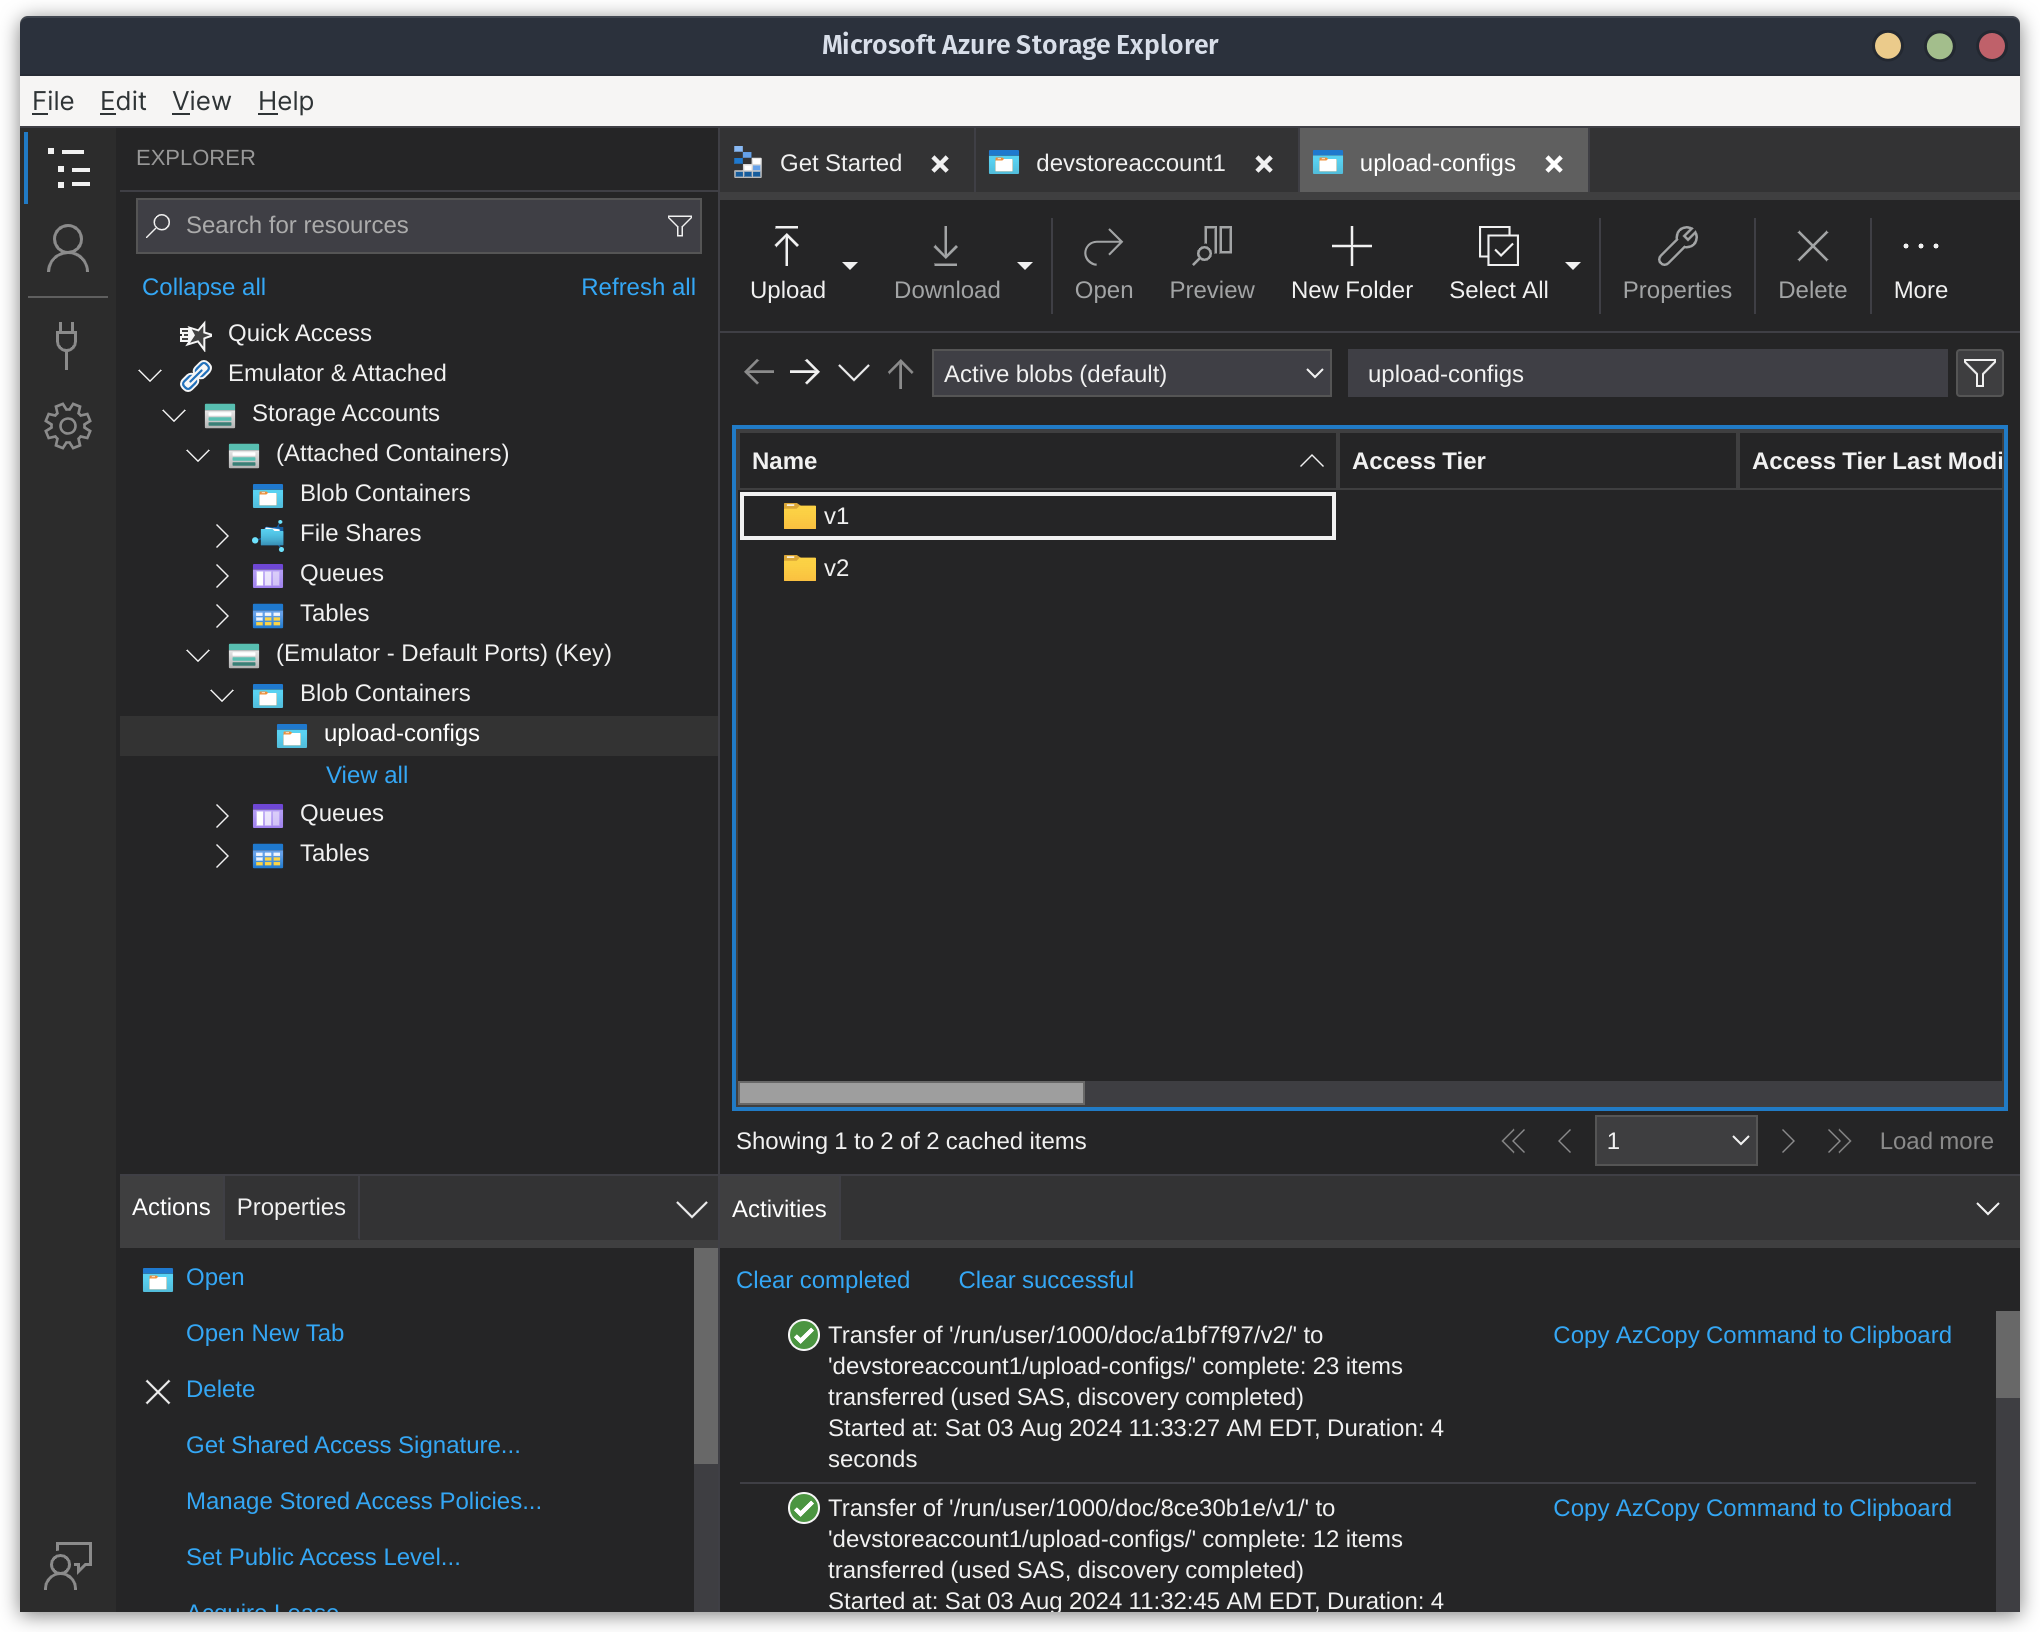 Microsoft Azure Storage Explorer
File Edit View Help
EXPLORER
Search for resources
Collapse all Refresh all
Quick Access
Emulator & Attached
Storage Accounts
(Attached Containers)
Blob Containers
File Shares
Queues
Tables
(Emulator - Default Ports) (Key)
Blob Containers
upload-configs
View all
Queues
Tables
Actions Properties
Open
Open New Tab
Delete
Get Shared Access Signature...
Manage Stored Access Policies...
Set Public Access Level...
Acquire Lease
Get Started devstoreaccount1 upload-configs
Upload Download Open Preview New Folder Select All Properties Delete More
Active blobs (default) upload-configs
Name Access Tier Access Tier Last Modi
v1
v2
Showing 1 to 2 of 2 cached items 1 Load more
Activities
Clear completed Clear successful
Transfer of '/run/user/1000/doc/a1bf7f97/v2/' to Copy AzCopy Command to Clipboard
'devstoreaccount1/upload-configs/' complete: 23 items
transferred (used SAS, discovery completed)
Started at: Sat 03 Aug 2024 11:33:27 AM EDT, Duration: 4
seconds
Transfer of '/run/user/1000/doc/8ce30b1e/v1/' to Copy AzCopy Command to Clipboard
'devstoreaccount1/upload-configs/' complete: 12 items
transferred (used SAS, discovery completed)
Started at: Sat 03 Aug 2024 11:32:45 AM EDT, Duration: 4